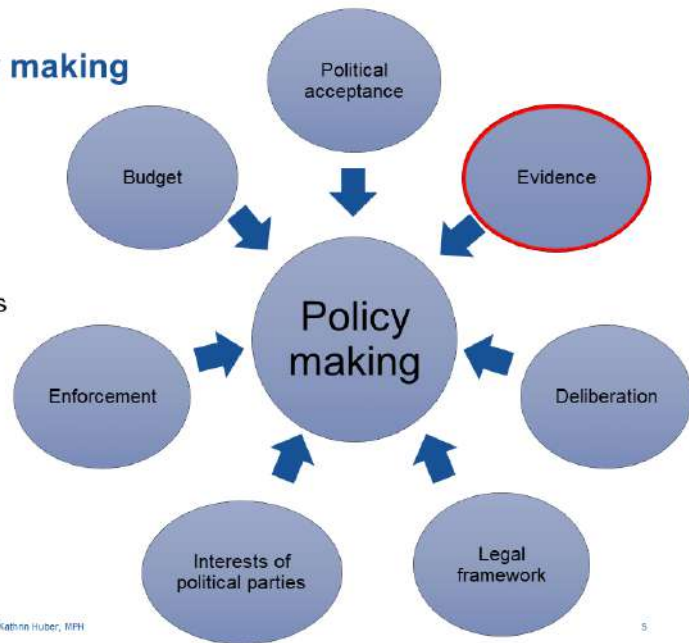 making
Political
acceptance
Budget
Evidence
s
Policy
making
Enforcement
Deliberation
Interests of
political parties
Legal
framework
Kathrin Huber, MPH
5